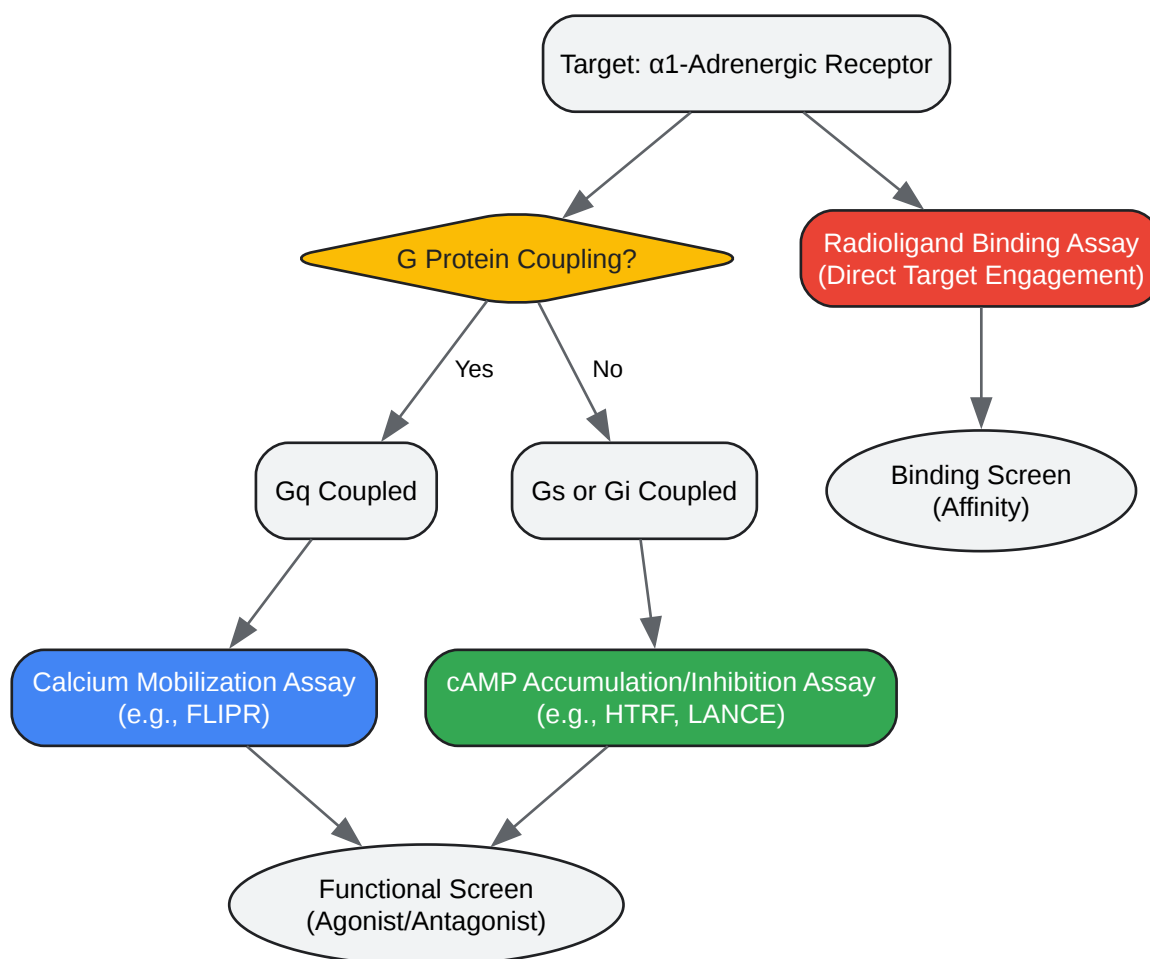 Target: α1-Adrenergic Receptor
G Protein Coupling?
Radioligand Binding Assay
(Direct Target Engagement)
Yes
No
Gq Coupled
Gs or Gi Coupled
Binding Screen
(Affinity)
Calcium Mobilization Assay
(e.g., FLIPR)
cAMP Accumulation/Inhibition Assay
(e.g., HTRF, LANCE)
Functional Screen
(Agonist/Antagonist)